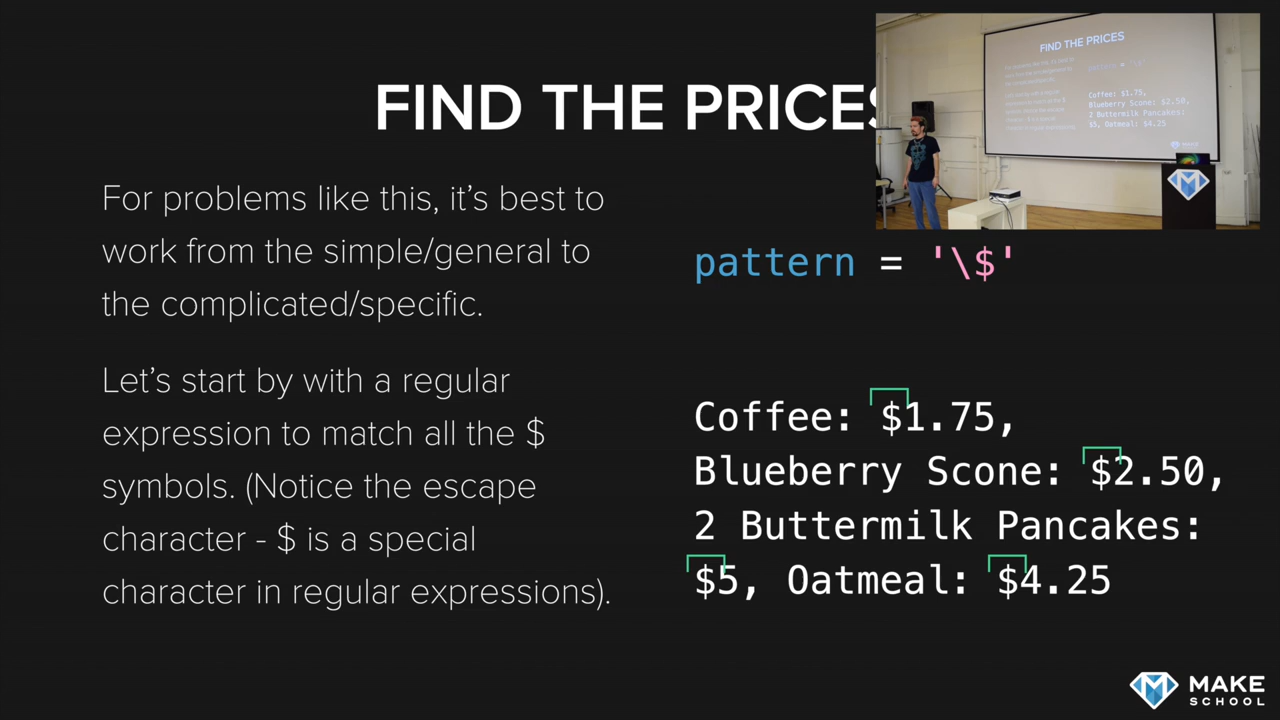 FIND THE PRICES
For problems like this, it's best to
work from the simple/general to
the complicated/specific.
Let's start by with a regular
expression to match all the $
symbols. (Notice the escape
character - $ is a special
character in regular expressions).
pattern = '\$'
Coffee: $1.75,
Blueberry Scone: $2.50,
2 Buttermilk Pancakes:
$5, Oatmeal: $4.25
FIND THE PRICES
Coffee: $1.75,
Blueberry Scone: $2.50,
2 Buttermilk Pancakes:
$5, Oatmeal: $4.25
MAKE
SCHOOL